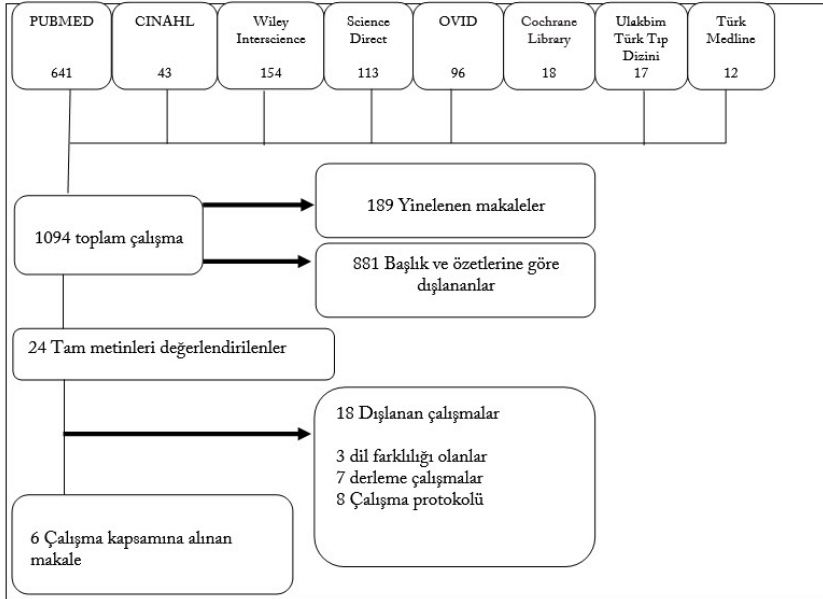 PUBMED
641
CINAHL
43
Wiley
Interscience
154
Science
Direct
113
OVID
96
Cochrane
Library
18
Ulakbim
Türk Tıp
Dizini
17
Türk
Medline
12
1094 toplam çalışma
189 Yinelenen makaleler
881 Başlık ve özetlerine göre
dışlananlar
24 Tam metinleri değerlendirilenler
18 Dışlanan çalışmalar
3 dil farklılığı olanlar
7 derleme çalışmalar
8 Çalışma protokolü
6 Çalışma kapsamına alınan
makale